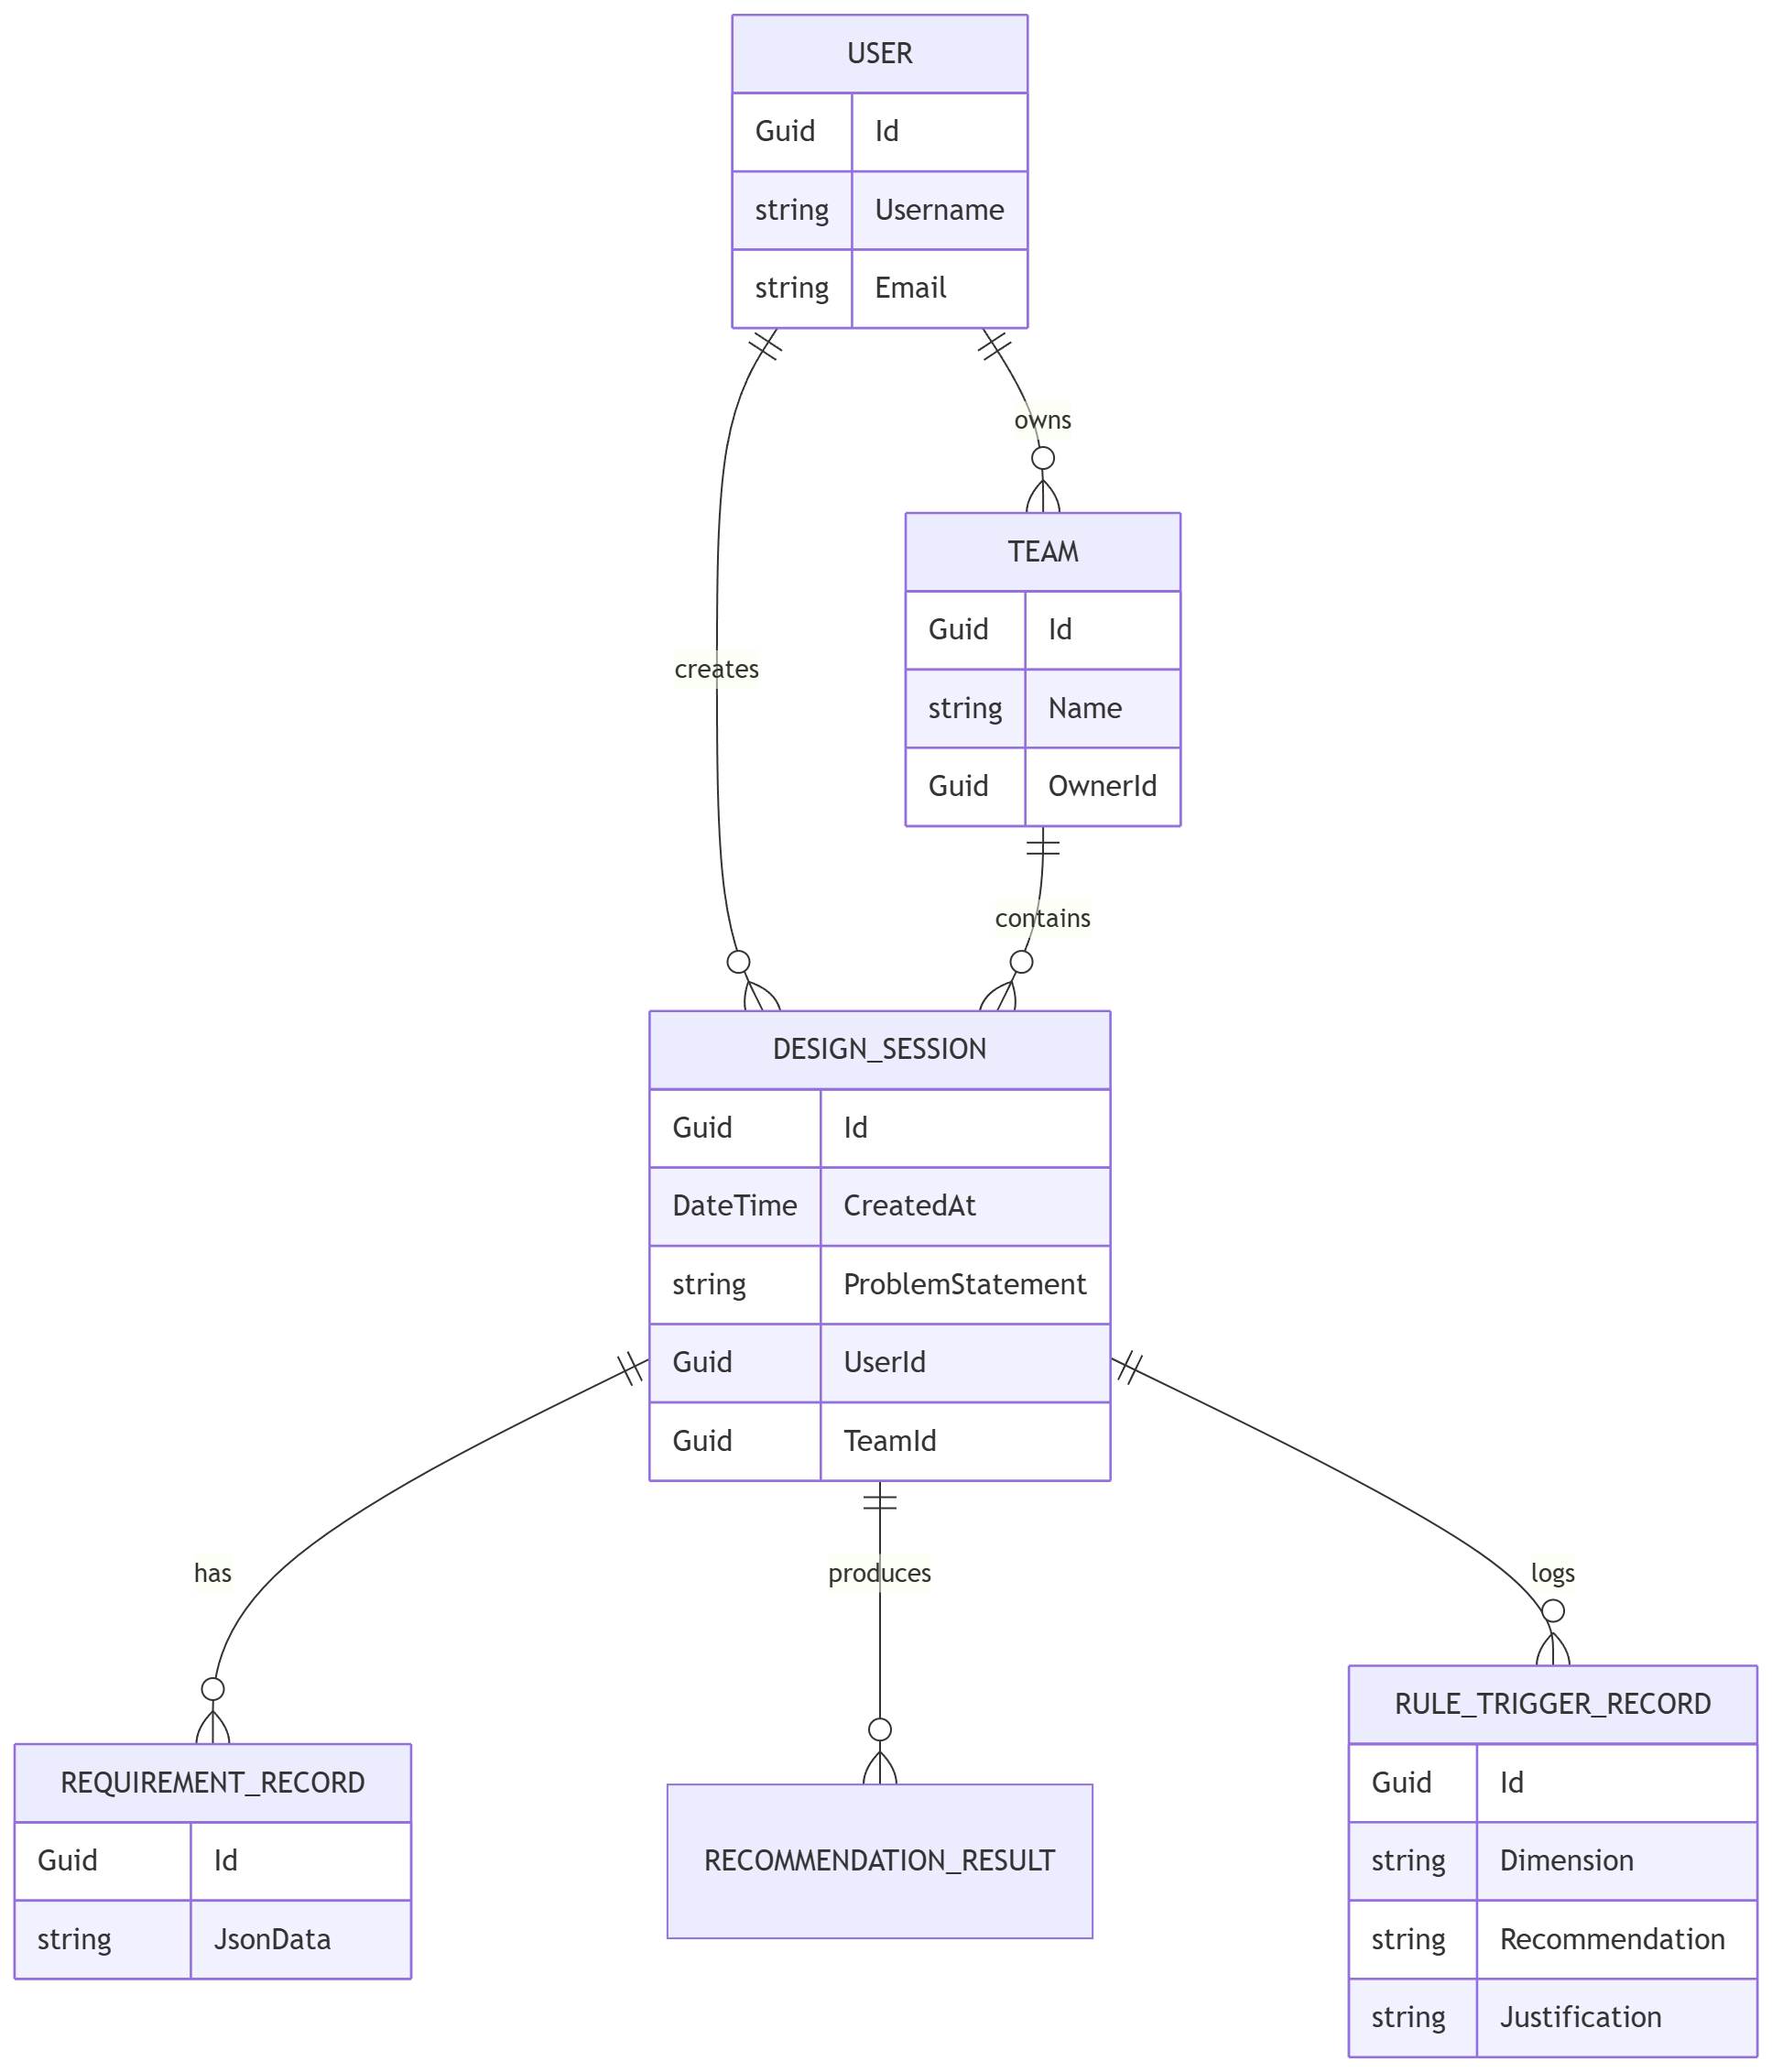 USER
Guid Id
string Username
string Email
owns
TEAM
Guid Id
string Name
Guid OwnerId
creates
contains
DESIGN_SESSION
Guid Id
DateTime CreatedAt
string ProblemStatement
Guid UserId
Guid TeamId
has
produces
logs
REQUIREMENT_RECORD
Guid Id
string JsonData
RECOMMENDATION_RESULT
RULE_TRIGGER_RECORD
Guid Id
string Dimension
string Recommendation
string Justification